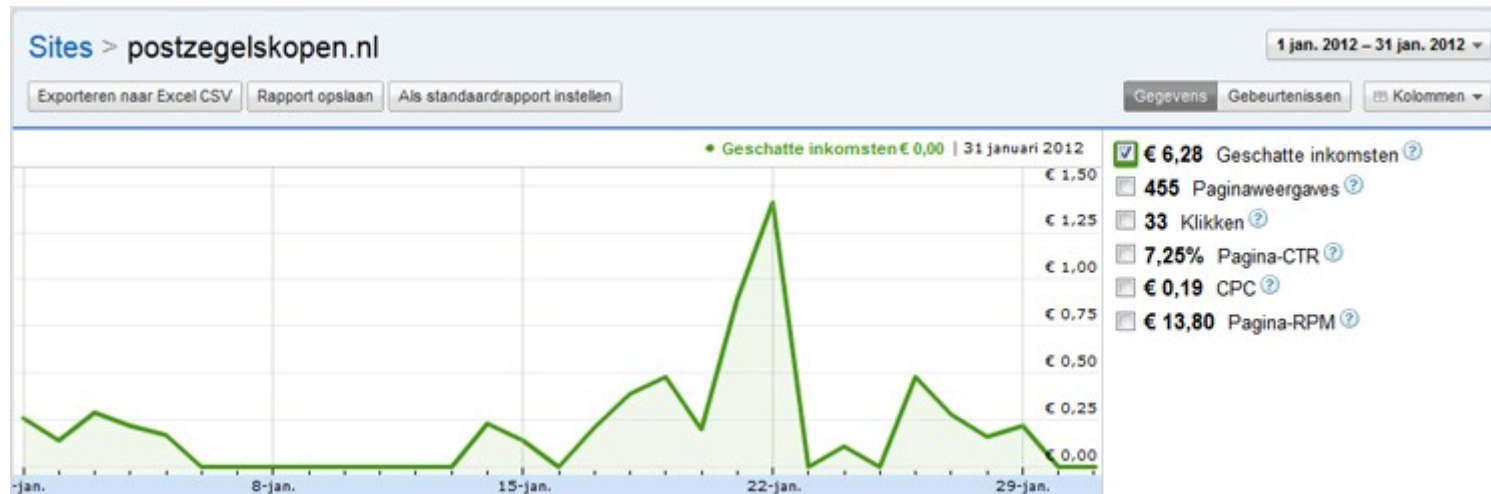 Sites > postzegelskopen.nl
1 jan. 2012 – 31 jan. 2012
Exporteren naar Excel CSV Rapport opslaan Als standaardrapport instellen
Gegevens Gebeurtenissen Kolommen
Geschatte inkomsten € 0,00 | 31 januari 2012
€ 1,50
€ 1,25
€ 1,00
€ 0,75
€ 0,50
€ 0,25
€ 0,00
-jan. 8-jan. 15-jan. 22-jan. 29-jan.
€ 6,28 Geschatte inkomsten ?
455 Paginaweergaves ?
33 Klikken ?
7,25% Pagina-CTR ?
€ 0,19 CPC ?
€ 13,80 Pagina-RPM ?